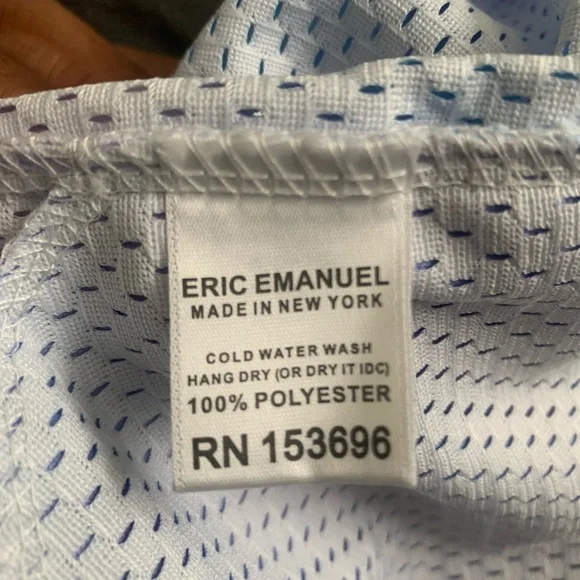 ERIC EMANUEL
MADE IN NEW YORK
COLD WATER WASH
HANG DRY (OR DRY IT IDC)
100% POLYESTER
RN 153696